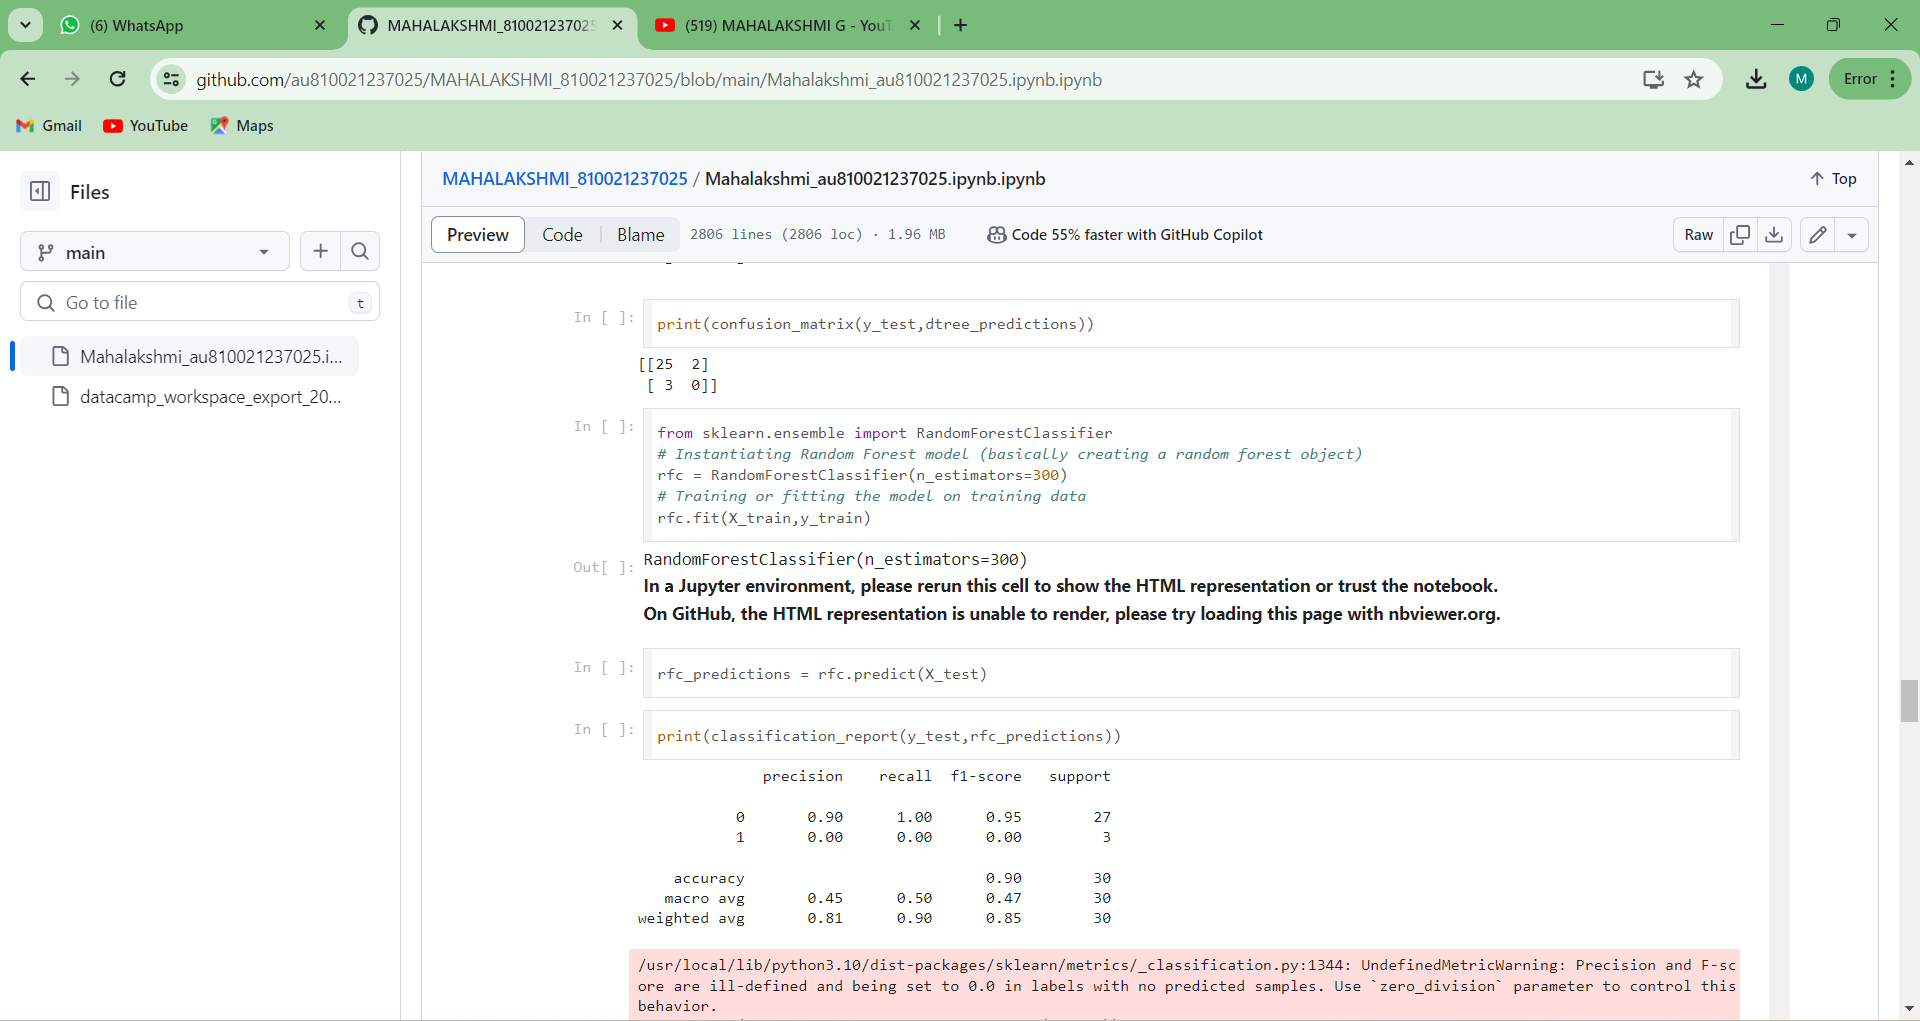 (6) WhatsApp
MAHALAKSHMI_810021237025
(519) MAHALAKSHMI G - YouT
github.com/au810021237025/MAHALAKSHMI_810021237025/blob/main/Mahalakshmi_au810021237025.ipynb.ipynb
M
Error
Gmail
YouTube
Maps
Files
main
Go to file
t
Mahalakshmi_au810021237025.i...
datacamp_workspace_export_20...
MAHALAKSHMI_810021237025 / Mahalakshmi_au810021237025.ipynb.ipynb
Top
Preview
Code
Blame
2806 lines (2806 loc) · 1.96 MB
Code 55% faster with GitHub Copilot
Raw
In [ ]:
print(confusion_matrix(y_test,dtree_predictions))
[[25  2]
 [ 3  0]]
In [ ]:
from sklearn.ensemble import RandomForestClassifier
# Instantiating Random Forest model (basically creating a random forest object)
rfc = RandomForestClassifier(n_estimators=300)
# Training or fitting the model on training data
rfc.fit(X_train,y_train)
Out[ ]:
RandomForestClassifier(n_estimators=300)
In a Jupyter environment, please rerun this cell to show the HTML representation or trust the notebook.
On GitHub, the HTML representation is unable to render, please try loading this page with nbviewer.org.
In [ ]:
rfc_predictions = rfc.predict(X_test)
In [ ]:
print(classification_report(y_test,rfc_predictions))
precision    recall  f1-score   support
0       0.90      1.00      0.95        27
1       0.00      0.00      0.00         3
accuracy                           0.90        30
macro avg       0.45      0.50      0.47        30
weighted avg       0.81      0.90      0.85        30
/usr/local/lib/python3.10/dist-packages/sklearn/metrics/_classification.py:1344: UndefinedMetricWarning: Precision and F-sc
ore are ill-defined and being set to 0.0 in labels with no predicted samples. Use `zero_division` parameter to control this
behavior.